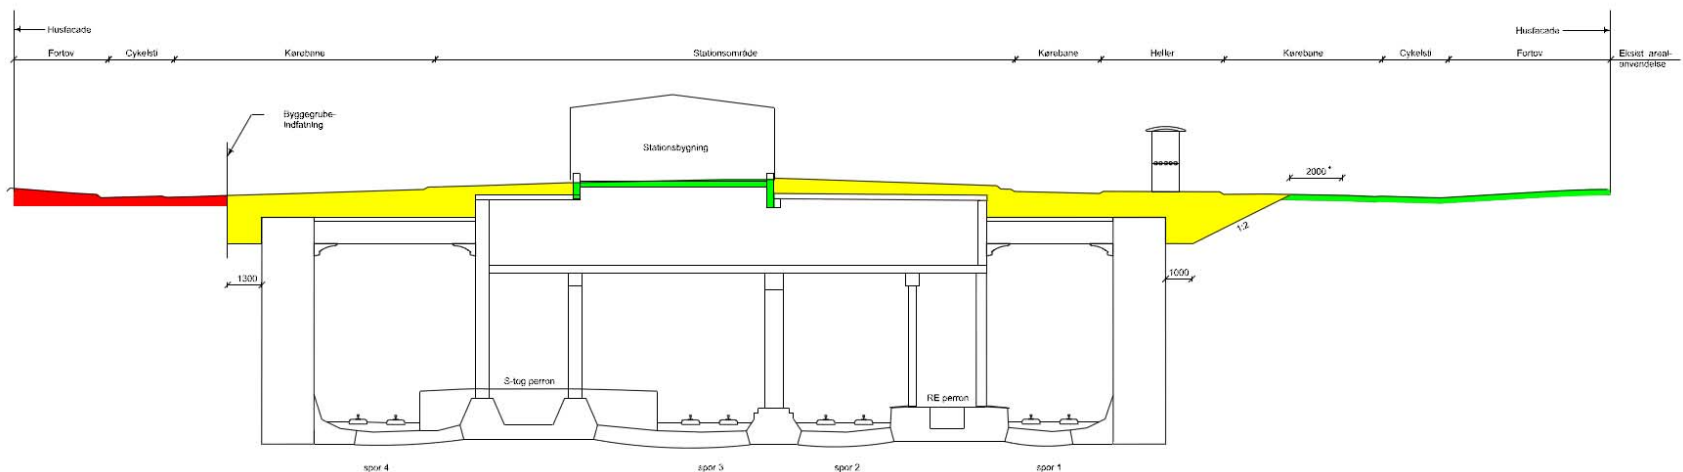 Husfacade
Husfacade
Fortov
Cykelsti
Kørebane
Stationsområde
Kørebane
Heller
Kørebane
Cykelsti
Fortov
Eksist. areal-
anvendelse
Byggegrube-
indfatning
Stationsbygning
2000 *
1:2
1300
1000
S-tog perron
RE perron
spor 4
spor 3
spor 2
spor 1